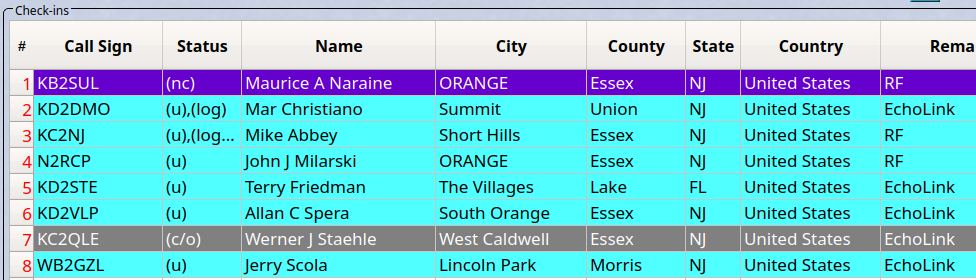 Check-ins
# Call Sign Status Name City County State Country Rema
1 KB2SUL (nc) Maurice A Naraine ORANGE Essex NJ United States RF
2 KD2DMO (u),(log) Mar Christiano Summit Union NJ United States EchoLink
3 KC2NJ (u),(log... Mike Abbey Short Hills Essex NJ United States RF
4 N2RCP (u) John J Milarski ORANGE Essex NJ United States RF
5 KD2STE (u) Terry Friedman The Villages Lake FL United States EchoLink
6 KD2VLP (u) Allan C Spera South Orange Essex NJ United States EchoLink
7 KC2QLE (c/o) Werner J Staehle West Caldwell Essex NJ United States EchoLink
8 WB2GZL (u) Jerry Scola Lincoln Park Morris NJ United States EchoLink